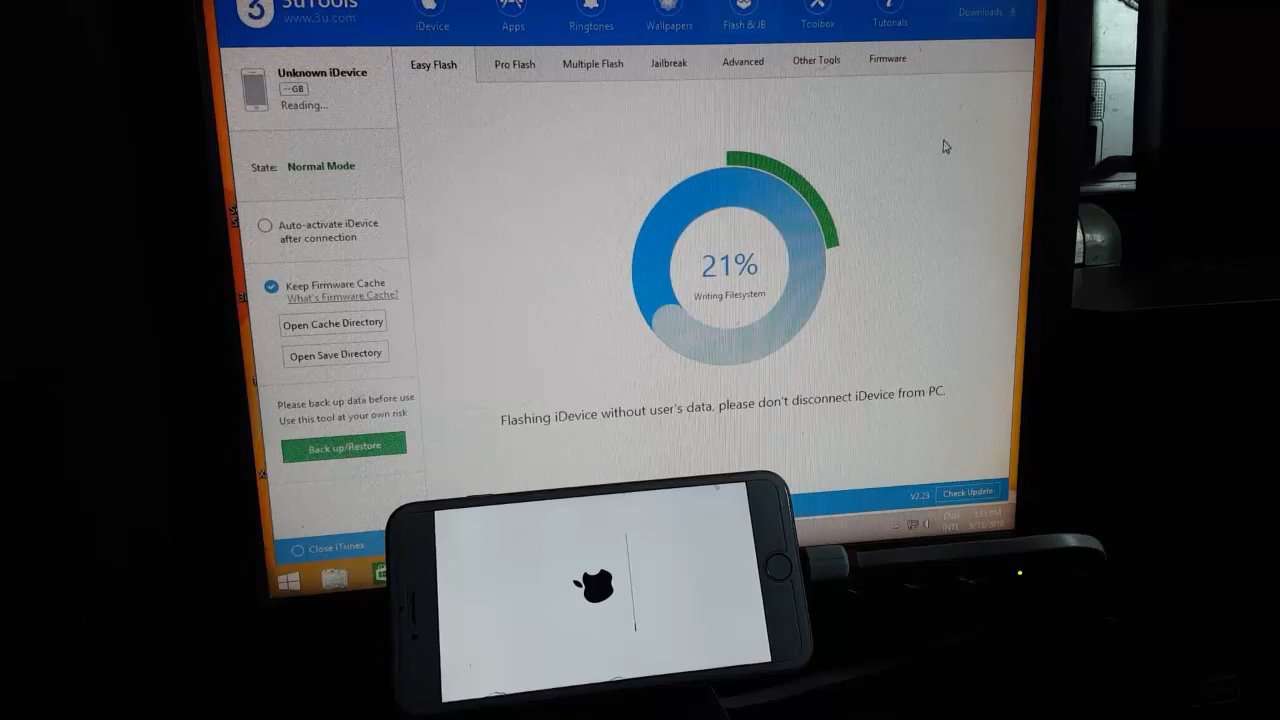 3uTools
www.3u.com
iDevice
Apps
Ringtones
Wallpapers
Flash & JB
Toolbox
Tutorials
Downloads
Unknown iDevice
--GB
Reading...
Easy Flash
Pro Flash
Multiple Flash
Jailbreak
Advanced
Other Tools
Firmware
State: Normal Mode
Auto-activate iDevice
after connection
Keep Firmware Cache
What's Firmware Cache?
Open Cache Directory
Open Save Directory
Please back up data before use
Use this tool at your own risk
Back up/Restore
21%
Writing Filesystem
Flashing iDevice without user's data, please don't disconnect iDevice from PC.
V2.23
Check Update
Close iTunes
ENG
INTL